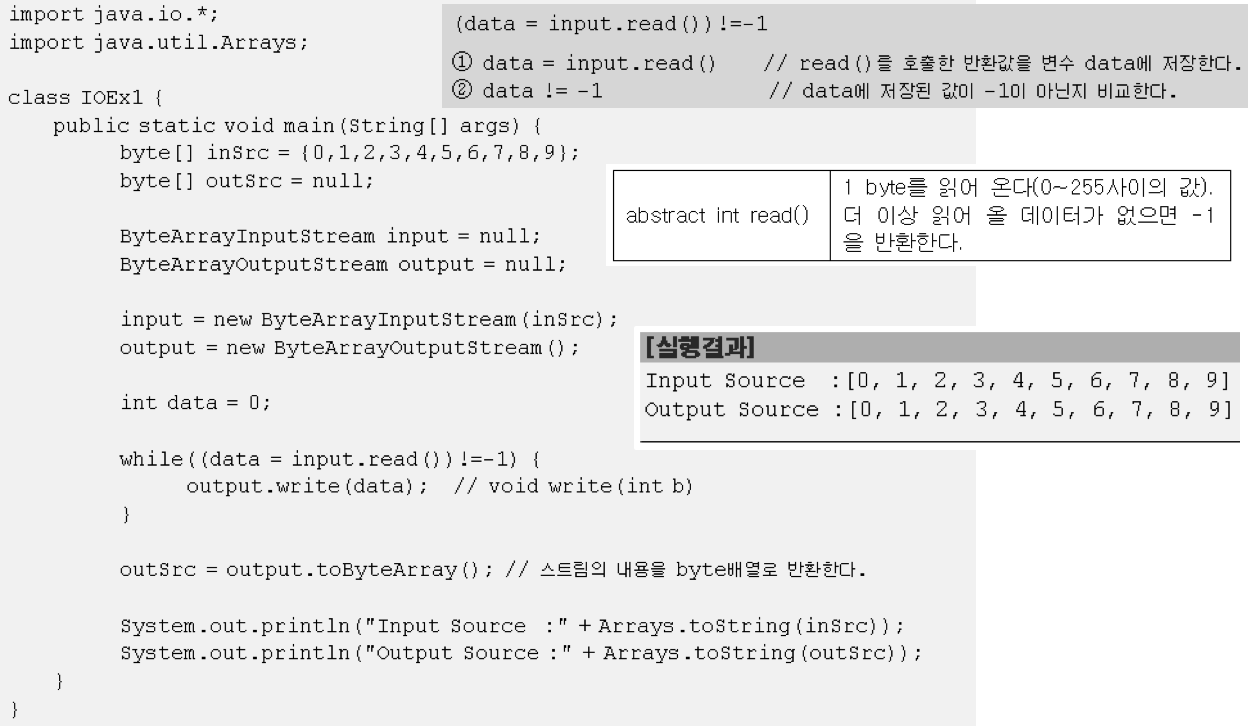 import java.io.*;
import java.util.Arrays;
class IOEx1 {
public static void main(String[] args) {
byte[] inSrc = {0,1,2,3,4,5,6,7,8,9};
byte[] outSrc = null;
ByteArrayInputStream input = null;
ByteArrayOutputStream output = null;
input = new ByteArrayInputStream(inSrc);
output = new ByteArrayOutputStream();
int data = 0;
while((data = input.read())!=-1) {
output.write(data); // void write(int b)
}
outSrc = output.toByteArray(); // 스트림의 내용을 byte배열로 반환한다.
System.out.println("Input Source  :" + Arrays.toString(inSrc));
System.out.println("Output Source :" + Arrays.toString(outSrc));
}
}
(data = input.read())!=-1
① data = input.read() // read()를 호출한 반환값을 변수 data에 저장한다.
② data != -1 // data에 저장된 값이 -1이 아닌지 비교한다.
abstract int read()
1 byte를 읽어 온다(0~255사이의 값).
더 이상 읽어 올 데이터가 없으면 -1
을 반환한다.
[실행결과]
Input Source  :[0, 1, 2, 3, 4, 5, 6, 7, 8, 9]
Output Source :[0, 1, 2, 3, 4, 5, 6, 7, 8, 9]